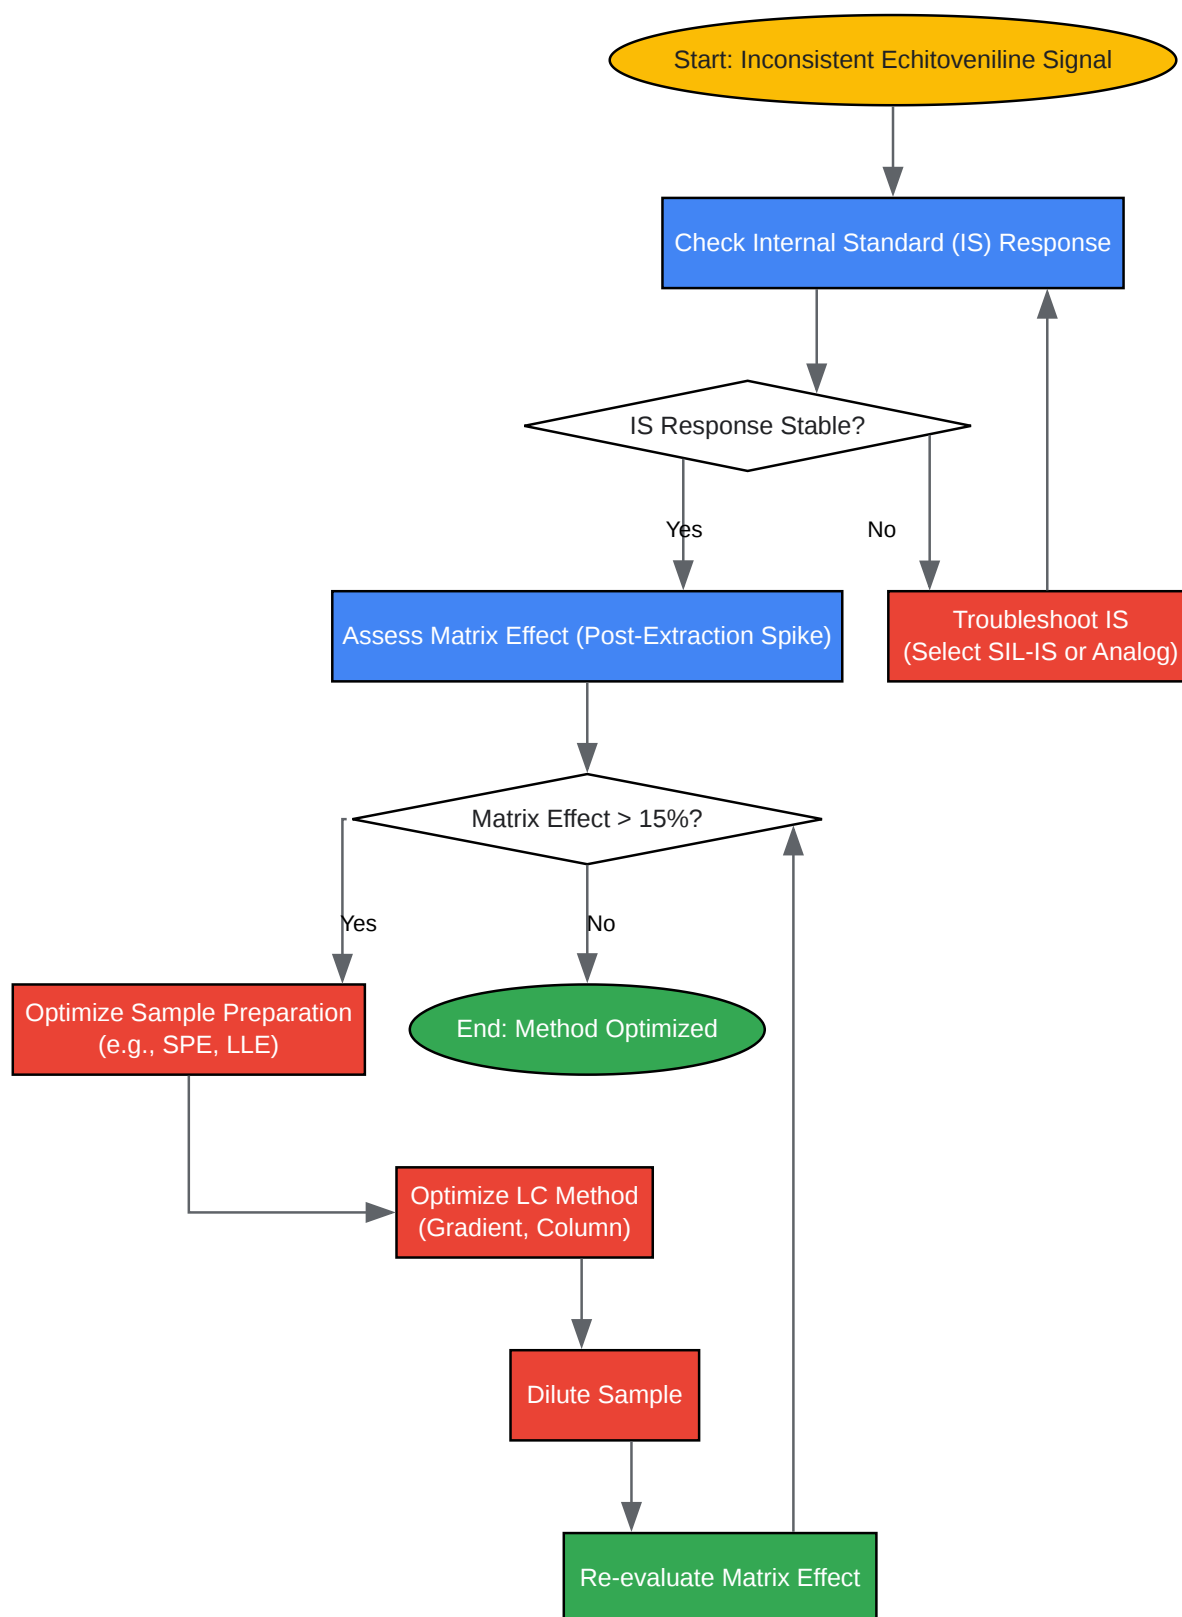 Start: Inconsistent Echitoveniline Signal
Check Internal Standard (IS) Response
IS Response Stable?
Yes
No
Assess Matrix Effect (Post-Extraction Spike)
Troubleshoot IS
(Select SIL-IS or Analog)
Matrix Effect > 15%?
Yes
No
Optimize Sample Preparation
(e.g., SPE, LLE)
End: Method Optimized
Optimize LC Method
(Gradient, Column)
Dilute Sample
Re-evaluate Matrix Effect